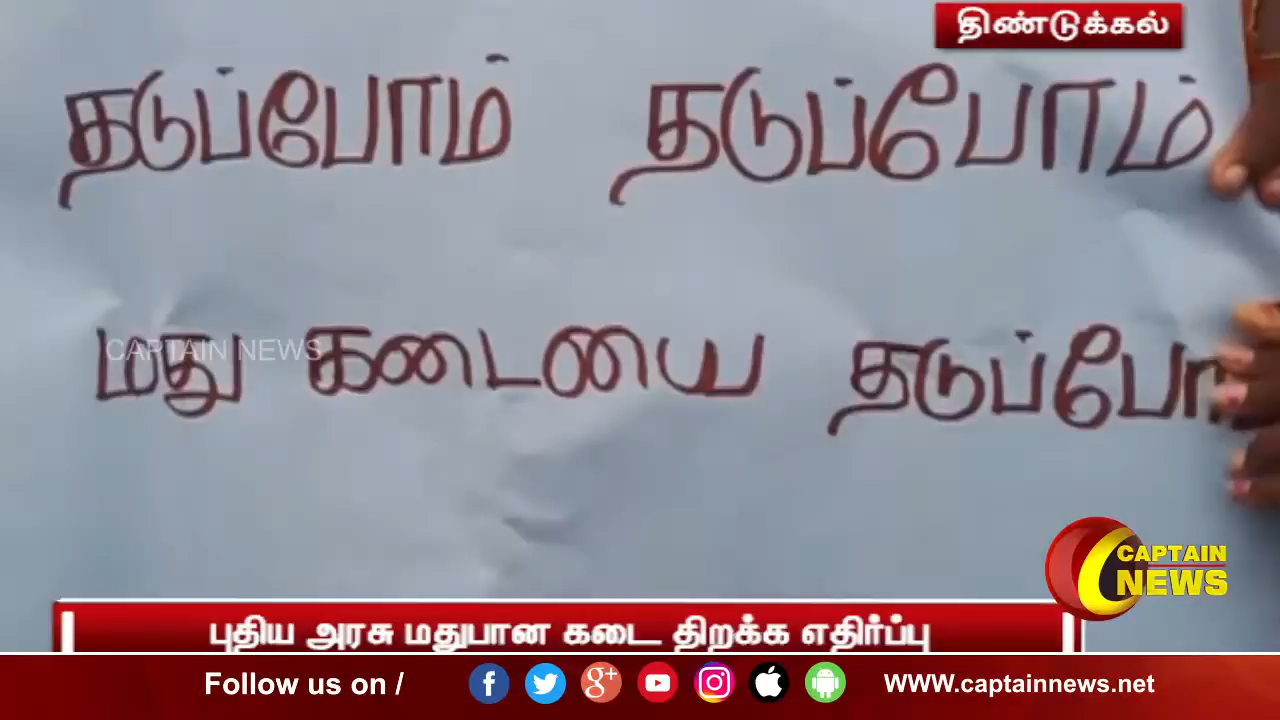 திண்டுக்கல்
தடுப்போம் தடுப்போம்
மது கடையை
CAPTAIN NEWS
CAPTAIN
NEWS
புதிய அரசு மதுபான கடை திறக்க எதிர்ப்பு
Follow us on / WWW.captainnews.net